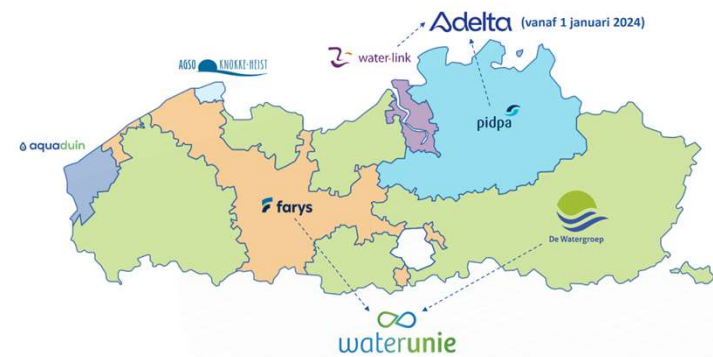 Adelta (vanaf 1 januari 2024)
water-link
AGSO KNOKKE-HEIST
pidpa
aquaduin
farys
De Watergroep
waterunie